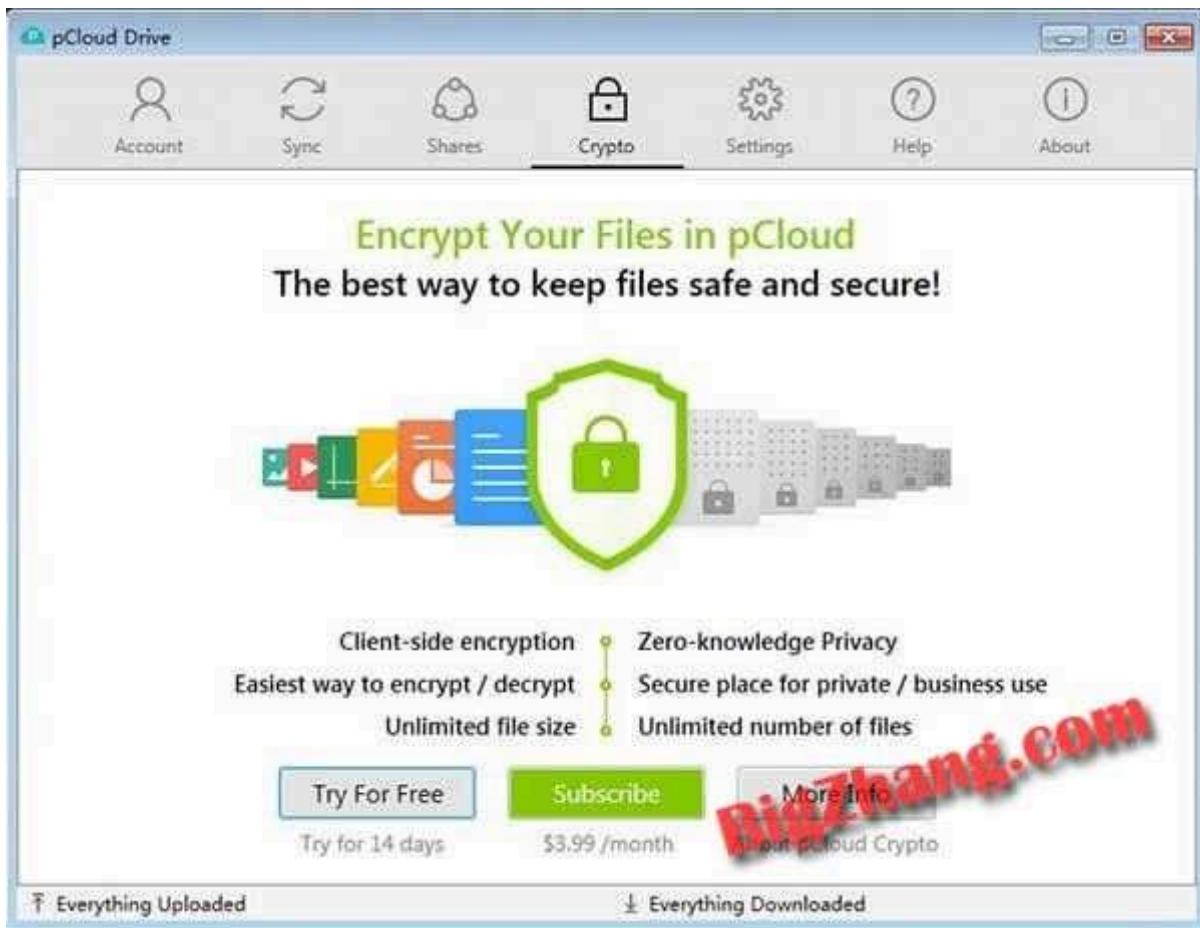 pCloud Drive
Account Sync Shares Crypto Settings Help About
Encrypt Your Files in pCloud
The best way to keep files safe and secure!
Client-side encryption Zero-knowledge Privacy
Easiest way to encrypt / decrypt Secure place for private / business use
Unlimited file size Unlimited number of files
Try For Free Subscribe More Info
Try for 14 days $3.99 /month About pCloud Crypto
BigZhang.com
Everything Uploaded Everything Downloaded